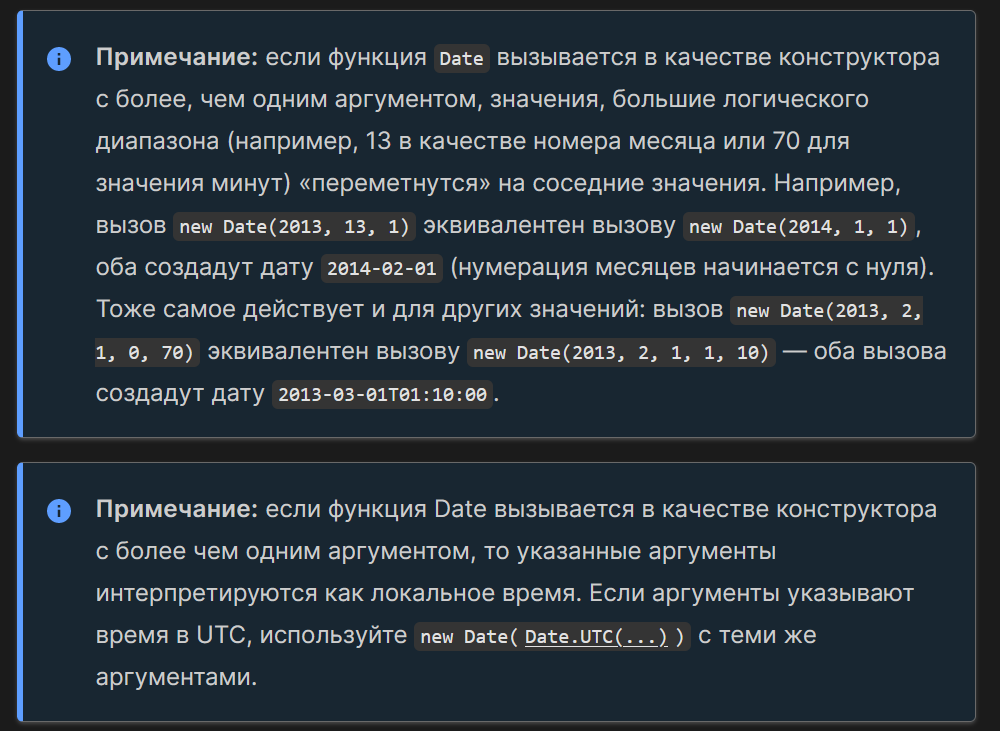 Примечание: если функция Date вызывается в качестве конструктора
с более, чем одним аргументом, значения, большие логического
диапазона (например, 13 в качестве номера месяца или 70 для
значения минут) «переметнутся» на соседние значения. Например,
вызов new Date(2013, 13, 1) эквивалентен вызову new Date(2014, 1, 1),
оба создадут дату 2014-02-01 (нумерация месяцев начинается с нуля).
Тоже самое действует и для других значений: вызов new Date(2013, 2,
1, 0, 70) эквивалентен вызову new Date(2013, 2, 1, 1, 10) — оба вызова
создадут дату 2013-03-01T01:10:00.
Примечание: если функция Date вызывается в качестве конструктора
с более чем одним аргументом, то указанные аргументы
интерпретируются как локальное время. Если аргументы указывают
время в UTC, используйте new Date(Date.UTC(...)) с теми же
аргументами.